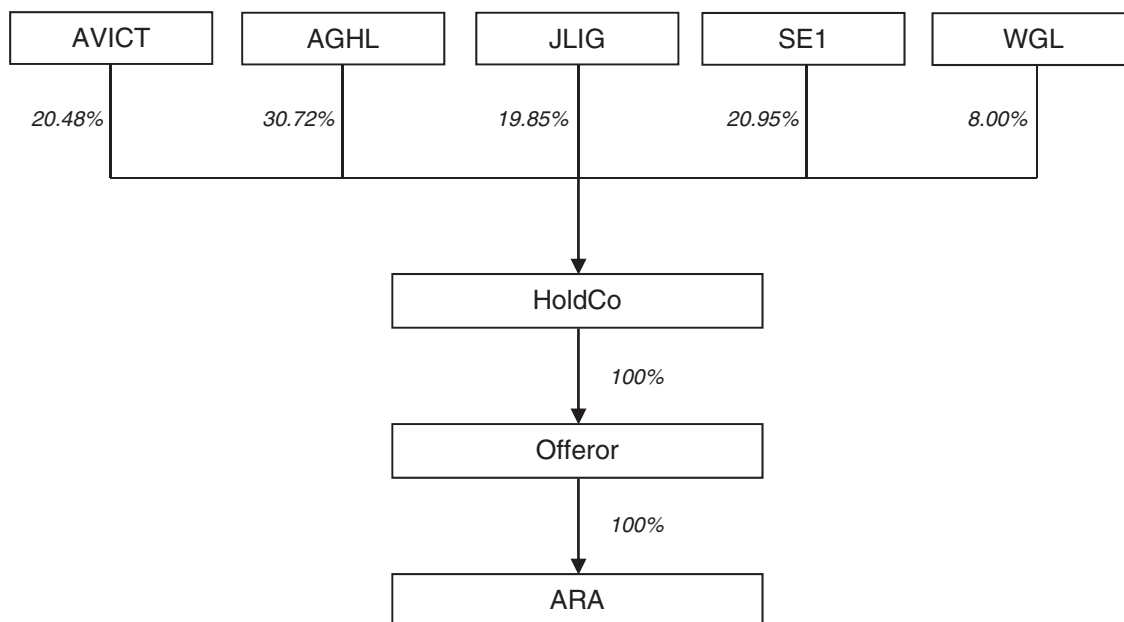 AVICT AGHL JLIG SE1 WGL
20.48% 30.72% 19.85% 20.95% 8.00%
HoldCo
100%
Offeror
100%
ARA